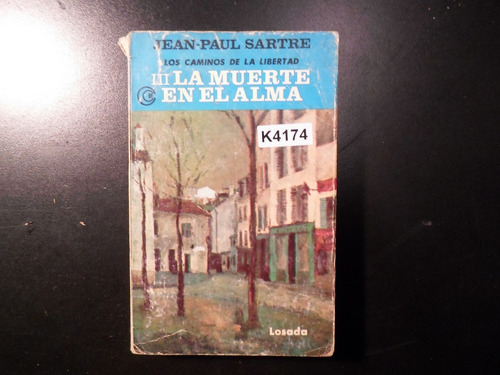 JEAN-PAUL SARTRE
LOS CAMINOS DE LA LIBERTAD
III LA MUERTE
EN EL ALMA
K4174
Losada